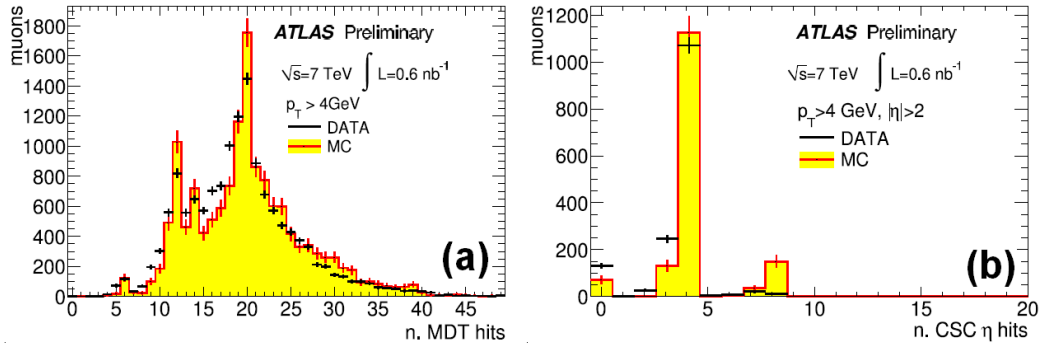 muons
1800
1600
1400
1200
1000
800
600
400
200
0
ATLAS Preliminary
√s=7 TeV ∫ L=0.6 nb⁻¹
p_T > 4GeV
DATA
MC
(a)
0 5 10 15 20 25 30 35 40 45
n. MDT hits
muons
1200
1000
800
600
400
200
0
ATLAS Preliminary
√s=7 TeV ∫ L=0.6 nb⁻¹
p_T>4 GeV, |η|>2
DATA
MC
(b)
0 5 10 15 20
n. CSC η hits